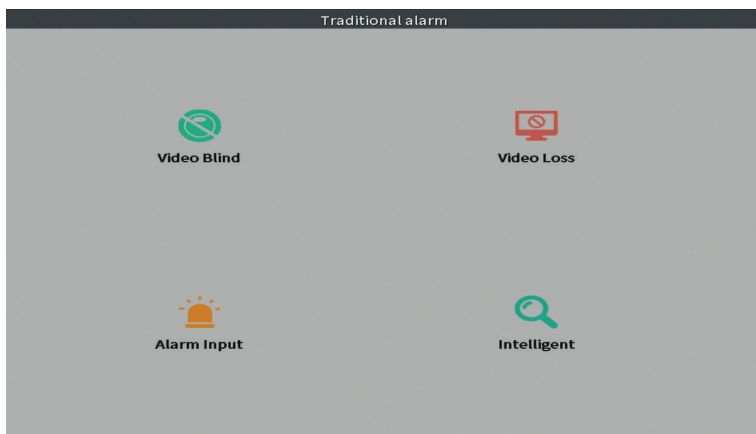 Traditional alarm
Video Blind
Video Loss
Alarm Input
Intelligent